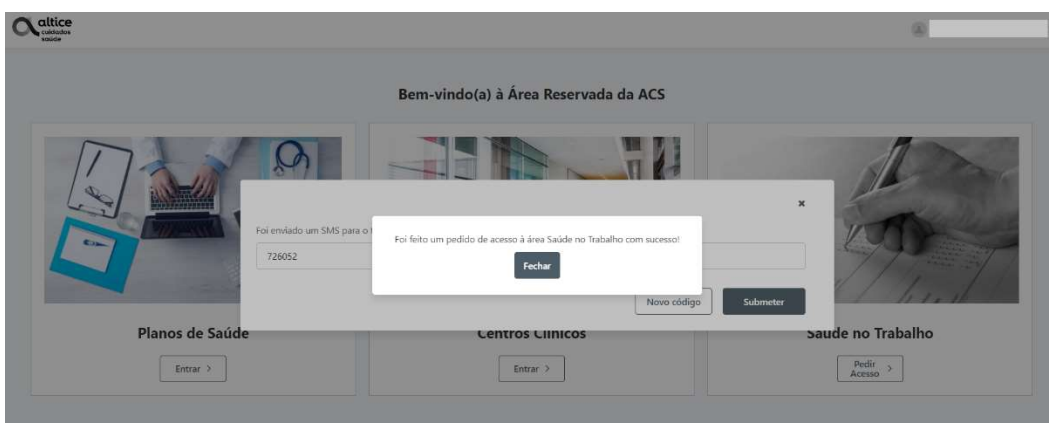 altice
cuidados
saúde
Bem-vindo(a) à Área Reservada da ACS
Foi enviado um SMS para o
726052
Foi feito um pedido de acesso à área Saúde no Trabalho com sucesso!
Fechar
Novo código
Submeter
Planos de Saúde
Centros Clínicos
Saúde no Trabalho
Entrar >
Entrar >
Pedir
Acesso >